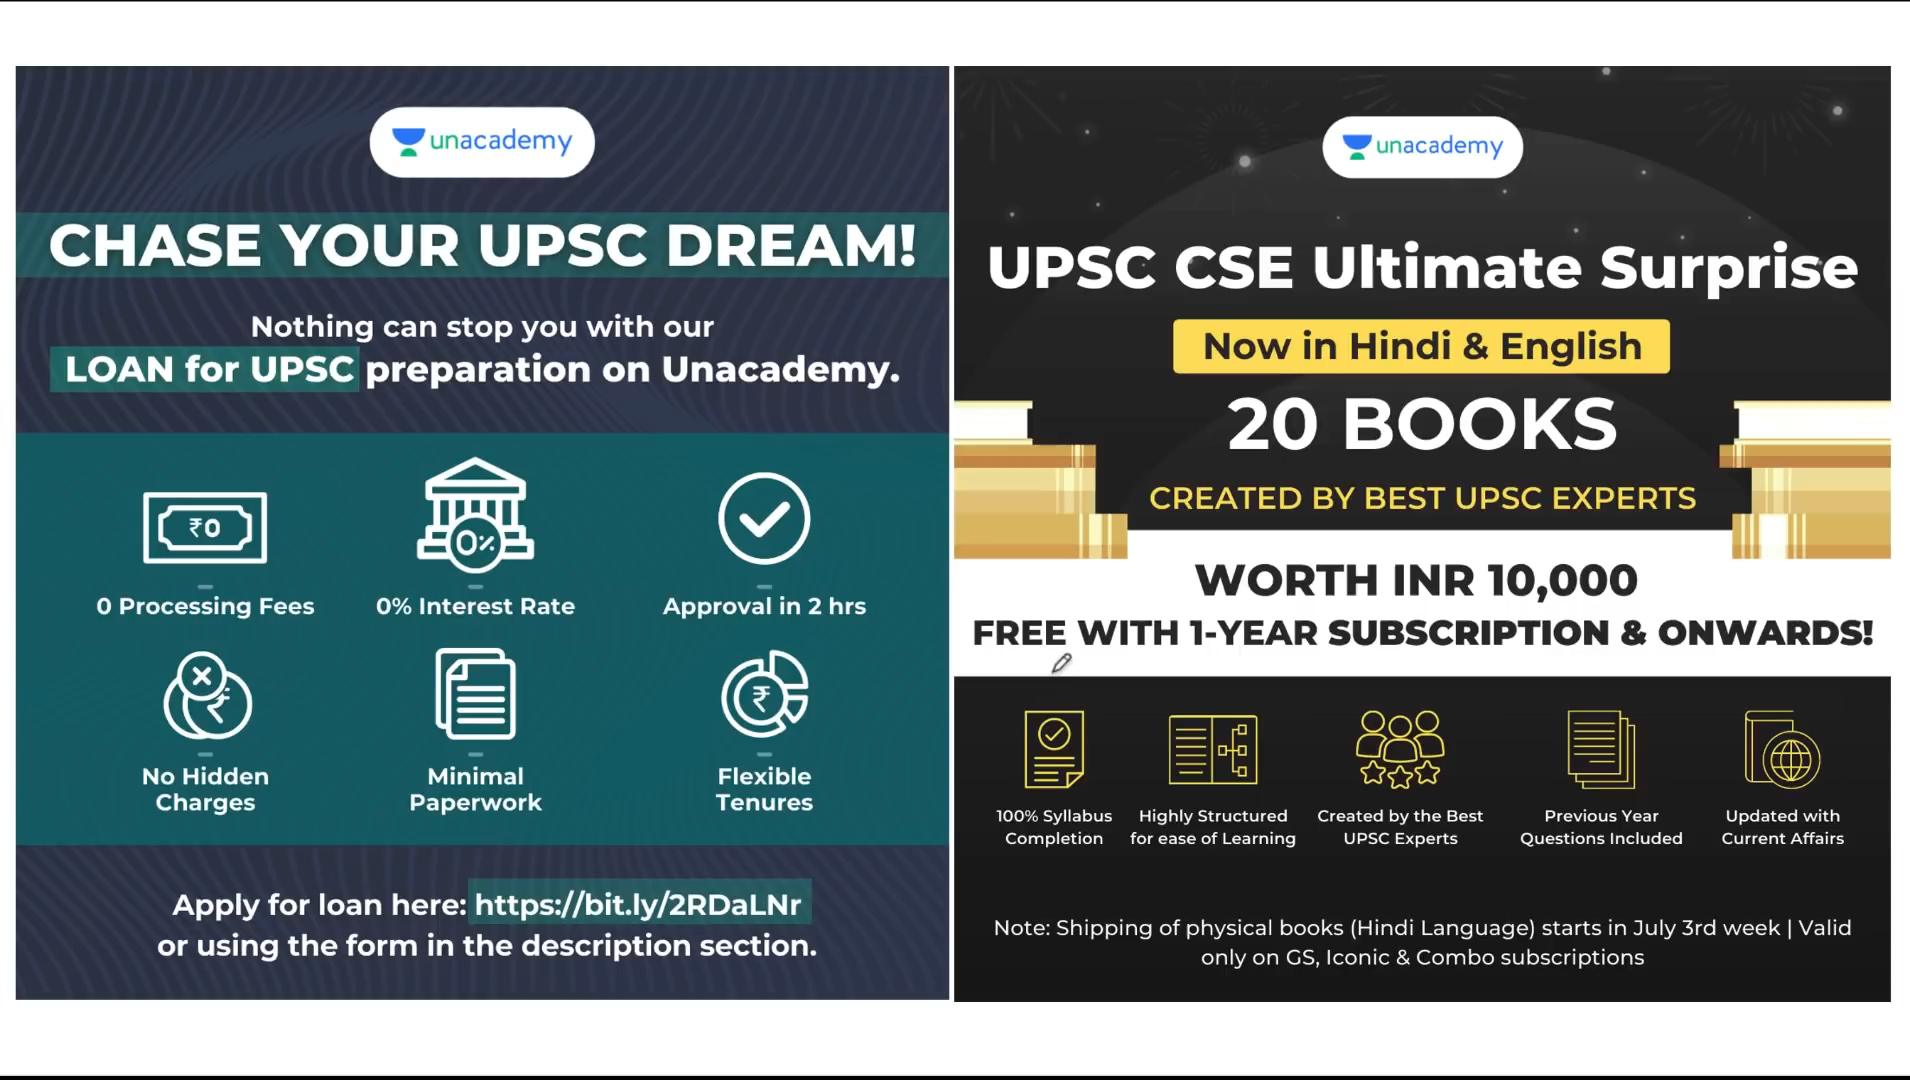 unacademy
CHASE YOUR UPSC DREAM!
Nothing can stop you with our
LOAN for UPSC preparation on Unacademy.
₹0
0%
0 Processing Fees
0% Interest Rate
Approval in 2 hrs
₹
₹
No Hidden
Charges
Minimal
Paperwork
Flexible
Tenures
Apply for loan here: https://bit.ly/2RDaLNr
or using the form in the description section.
unacademy
UPSC CSE Ultimate Surprise
Now in Hindi & English
20 BOOKS
CREATED BY BEST UPSC EXPERTS
WORTH INR 10,000
FREE WITH 1-YEAR SUBSCRIPTION & ONWARDS!
100% Syllabus
Completion
Highly Structured
for ease of Learning
Created by the Best
UPSC Experts
Previous Year
Questions Included
Updated with
Current Affairs
Note: Shipping of physical books (Hindi Language) starts in July 3rd week | Valid
only on GS, Iconic & Combo subscriptions